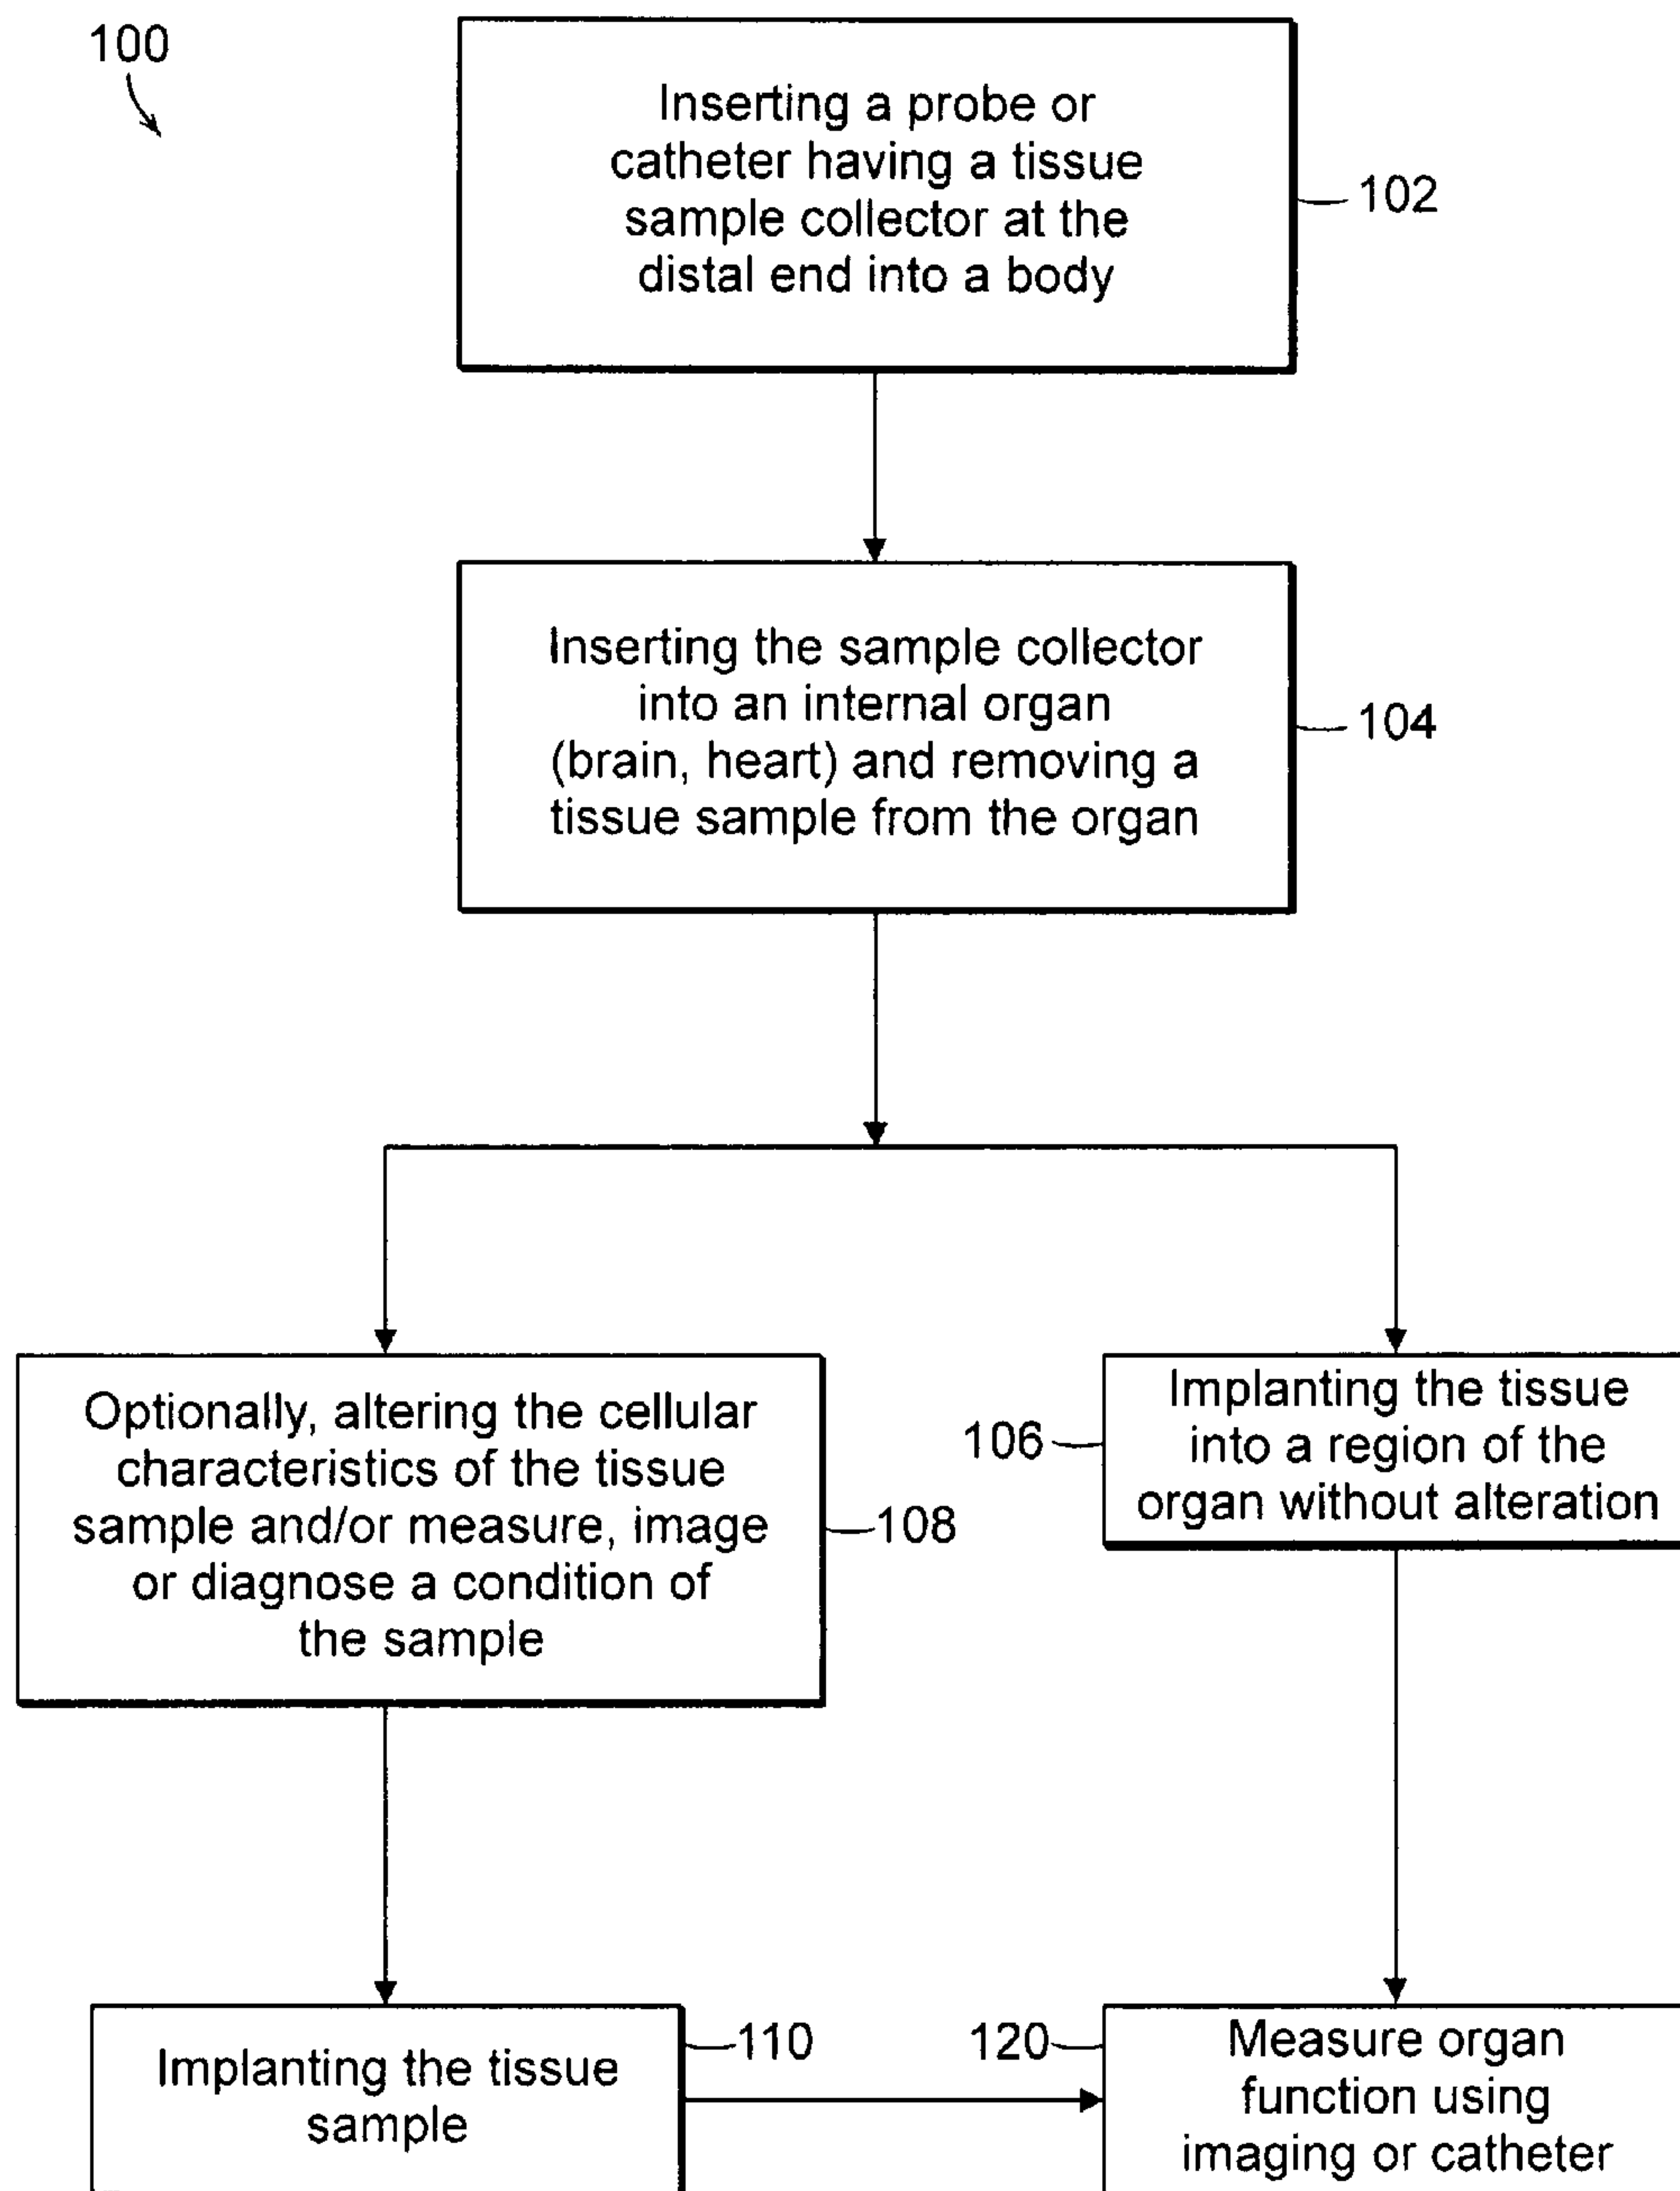 100
Inserting a probe or
catheter having a tissue
sample collector at the
distal end into a body
102
Inserting the sample collector
into an internal organ
(brain, heart) and removing a
tissue sample from the organ
104
Optionally, altering the cellular
characteristics of the tissue
sample and/or measure, image
or diagnose a condition of
the sample
108
106
Implanting the tissue
into a region of the
organ without alteration
Implanting the tissue
sample
110
120
Measure organ
function using
imaging or catheter